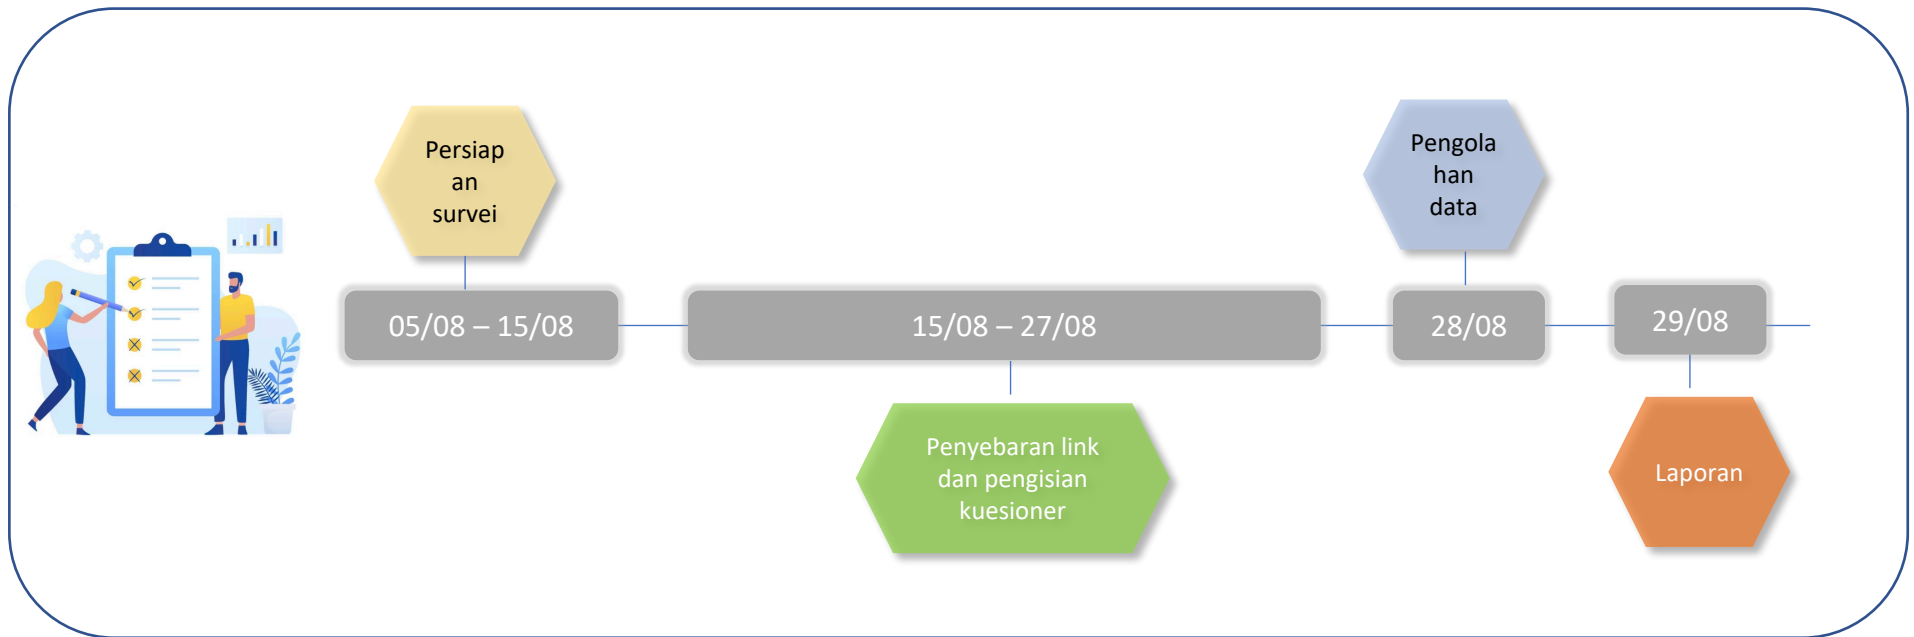 Persiap
an
survei
05/08 – 15/08
15/08 – 27/08
Penyebaran link
dan pengisian
kuesioner
Pengola
han
data
28/08
29/08
Laporan